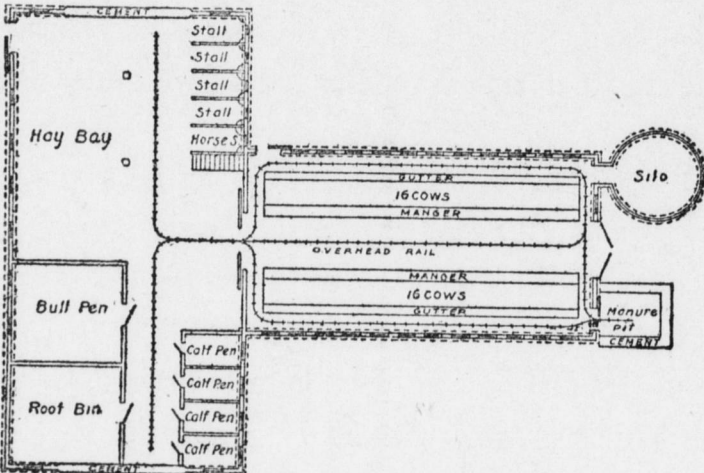 CEMENT
Stall
Stall
Stall
Stall
Horses
Hay Bay
GUTTER
16 COWS
MANGER
Silo
OVERHEAD RAIL
MANGER
16 COWS
GUTTER
Manure
Pit
CEMENT
Bull Pen
Root Bin
Calf Pen
Calf Pen
Calf Pen
Calf Pen
CEMENT